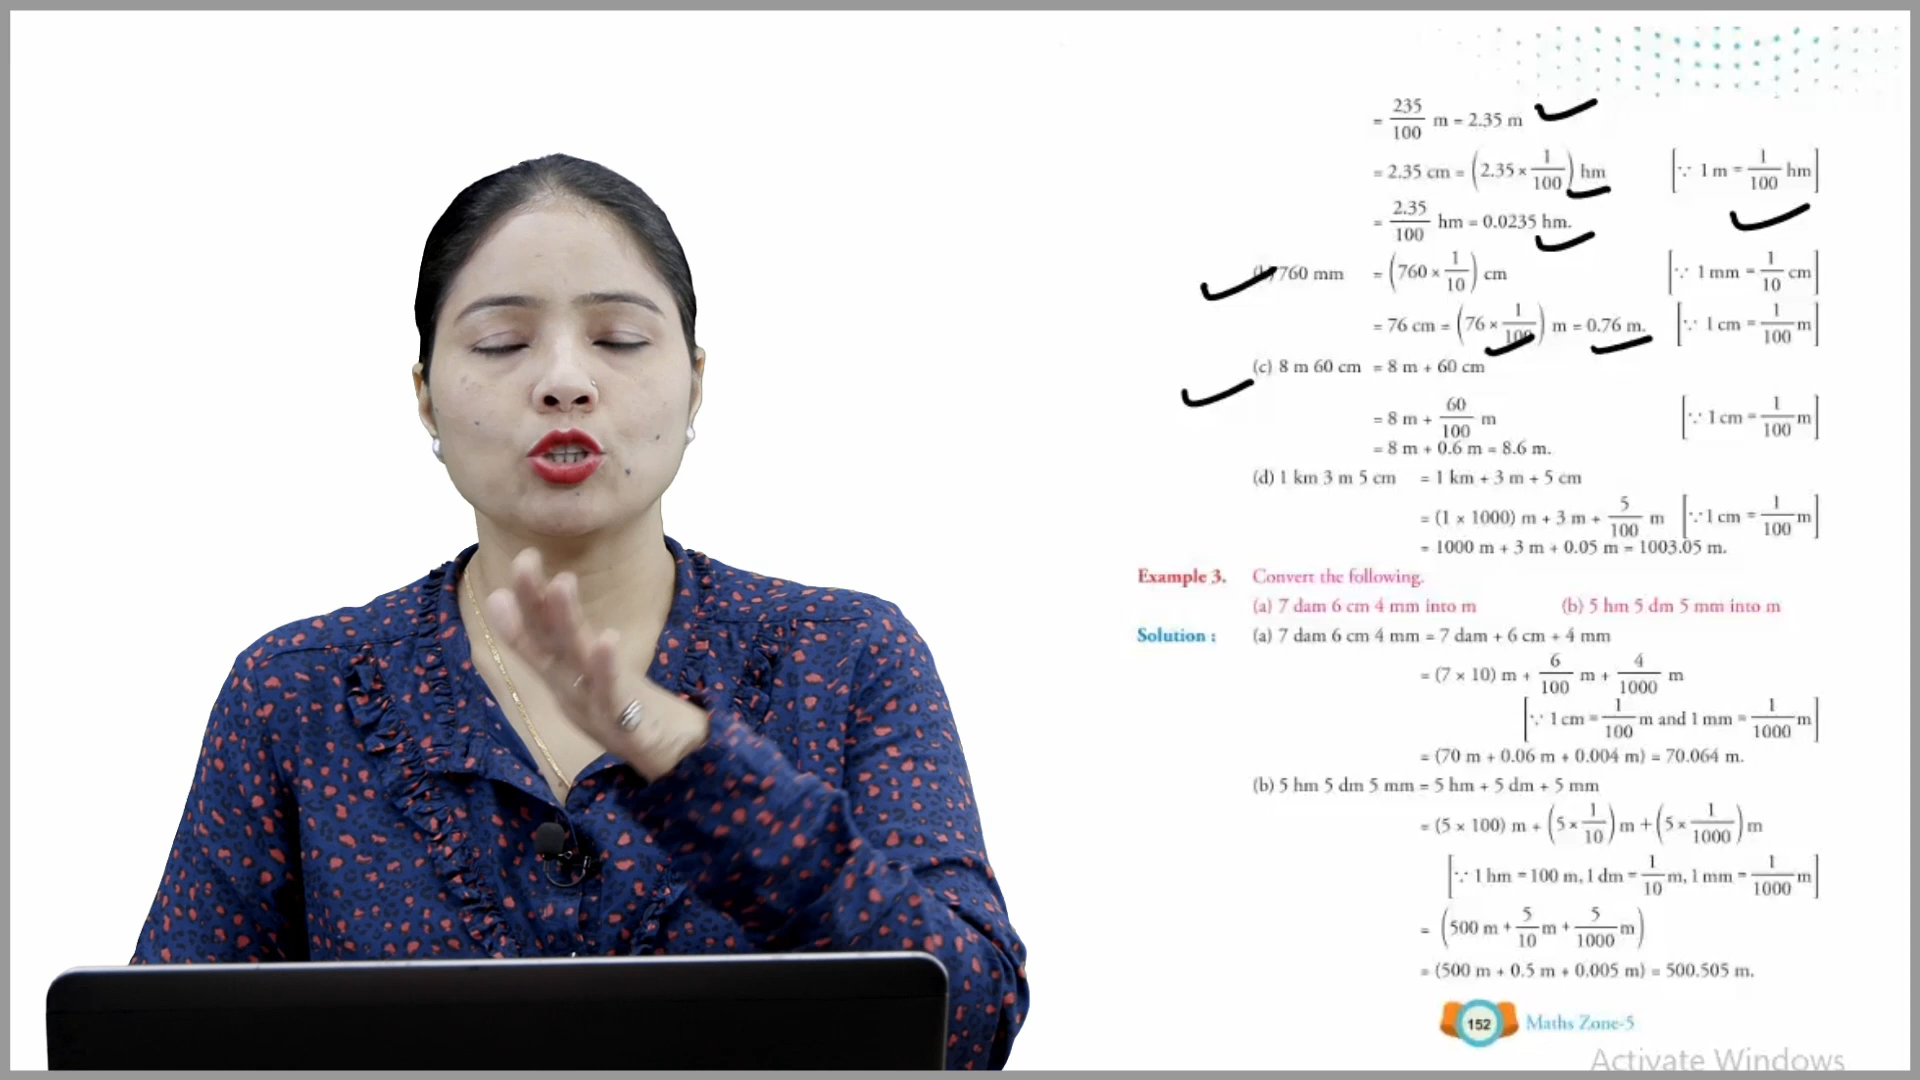 = 235/100 m = 2.35 m
= 2.35 cm = (2.35 × 1/100) hm [∵ 1 m = 1/100 hm]
= 2.35/100 hm = 0.0235 hm.
(b) 760 mm = (760 × 1/10) cm [∵ 1 mm = 1/10 cm]
= 76 cm = (76 × 1/100) m = 0.76 m. [∵ 1 cm = 1/100 m]
(c) 8 m 60 cm = 8 m + 60 cm
= 8 m + 60/100 m [∵ 1 cm = 1/100 m]
= 8 m + 0.6 m = 8.6 m.
(d) 1 km 3 m 5 cm = 1 km + 3 m + 5 cm
= (1 × 1000) m + 3 m + 5/100 m [∵ 1 cm = 1/100 m]
= 1000 m + 3 m + 0.05 m = 1003.05 m.
Example 3. Convert the following.
(a) 7 dam 6 cm 4 mm into m (b) 5 hm 5 dm 5 mm into m
Solution : (a) 7 dam 6 cm 4 mm = 7 dam + 6 cm + 4 mm
= (7 × 10) m + 6/100 m + 4/1000 m
[∵ 1 cm = 1/100 m and 1 mm = 1/1000 m]
= (70 m + 0.06 m + 0.004 m) = 70.064 m.
(b) 5 hm 5 dm 5 mm = 5 hm + 5 dm + 5 mm
= (5 × 100) m + (5 × 1/10) m + (5 × 1/1000) m
[∵ 1 hm = 100 m, 1 dm = 1/10 m, 1 mm = 1/1000 m]
= (500 m + 5/10 m + 5/1000 m)
= (500 m + 0.5 m + 0.005 m) = 500.505 m.
152 Maths Zone-5
Activate Windows